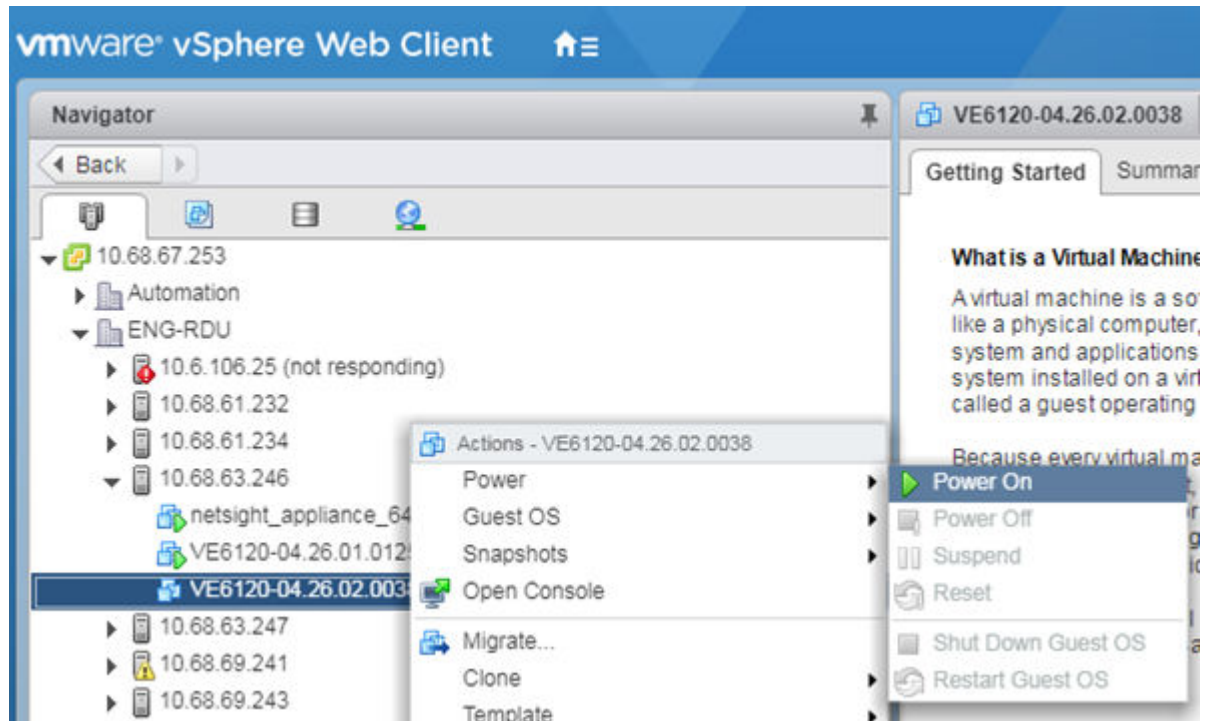 vmware® vSphere Web Client
Navigator
Back
10.68.67.253
Automation
ENG-RDU
10.6.106.25 (not responding)
10.68.61.232
10.68.61.234
10.68.63.246
netsight_appliance_64
VE6120-04.26.01.012
VE6120-04.26.02.003
10.68.63.247
10.68.69.241
10.68.69.243
Actions - VE6120-04.26.02.0038
Power
Guest OS
Snapshots
Open Console
Migrate...
Clone
Template
Power On
Power Off
Suspend
Reset
Shut Down Guest OS
Restart Guest OS
VE6120-04.26.02.0038
Getting Started Summar
What is a Virtual Machine
A virtual machine is a so
like a physical computer,
system and applications
system installed on a virt
called a guest operating
Because every virtual ma